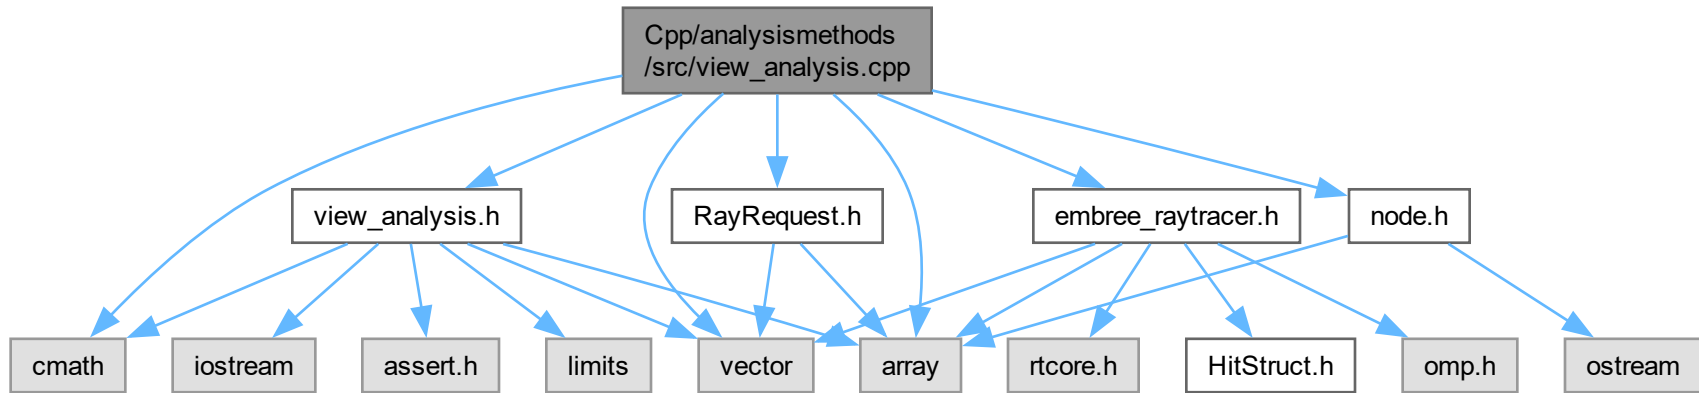 Cpp/analysismethods
/src/view_analysis.cpp
view_analysis.h
RayRequest.h
embree_raytracer.h
node.h
cmath
iostream
assert.h
limits
vector
array
rtcore.h
HitStruct.h
omp.h
ostream